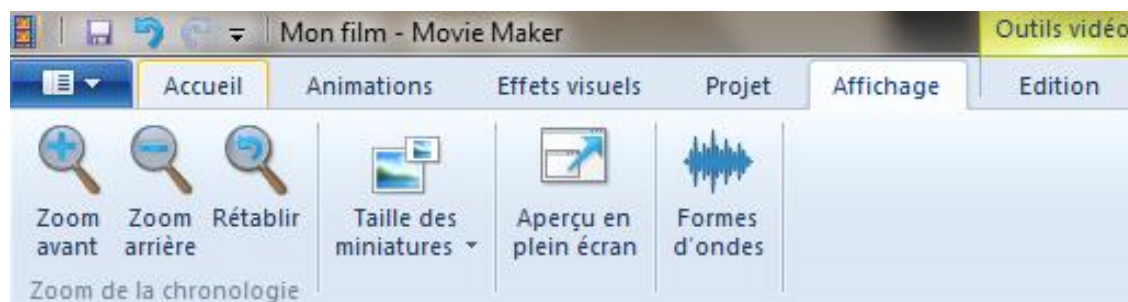 Mon film - Movie Maker
Outils vidéo
Accueil Animations Effets visuels Projet Affichage Edition
Zoom avant
Zoom arrière
Rétablir
Taille des miniatures
Aperçu en plein écran
Formes d'ondes
Zoom de la chronologie